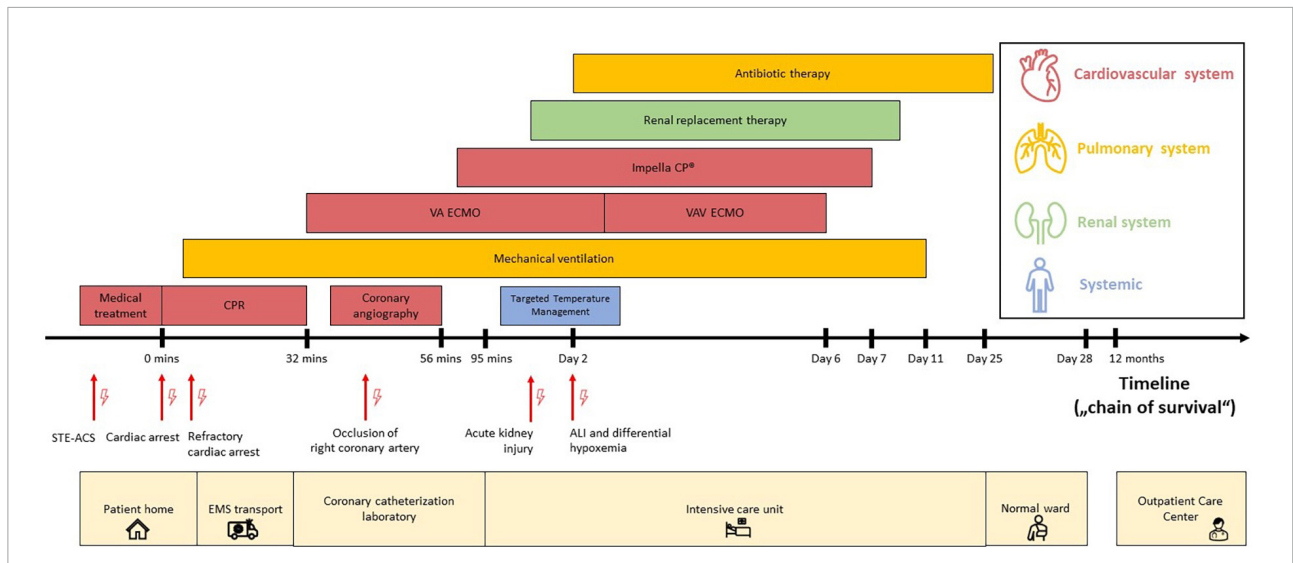 Antibiotic therapy
Renal replacement therapy
Impella CP®
VA ECMO
VAV ECMO
Mechanical ventilation
Medical
treatment
CPR
Coronary
angiography
Targeted Temperature
Management
Cardiovascular system
Pulmonary system
Renal system
Systemic
0 mins
32 mins
56 mins
95 mins
Day 2
Day 6
Day 7
Day 11
Day 25
Day 28
12 months
Timeline
(„chain of survival“)
STE-ACS
Cardiac arrest
Refractory
cardiac arrest
Occlusion of
right coronary artery
Acute kidney
injury
ALI and differential
hypoxemia
Patient home
EMS transport
Coronary catheterization
laboratory
Intensive care unit
Normal ward
Outpatient Care
Center